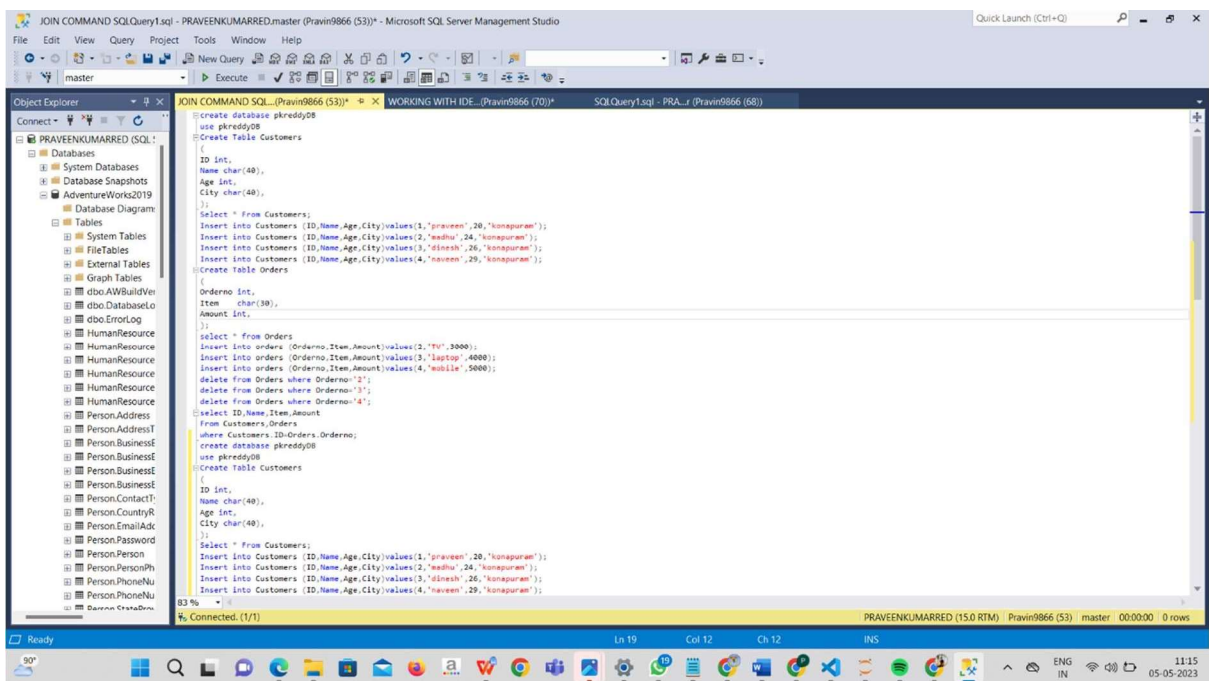 JOIN COMMAND SQLQuery1.sql - PRAVEENKUMARRED.master (Pravin9866 (53))* - Microsoft SQL Server Management Studio
Quick Launch (Ctrl+Q)
File Edit View Query Project Tools Window Help
New Query
master
Execute
Object Explorer
Connect
PRAVEENKUMARRED (SQL S
Databases
System Databases
Database Snapshots
AdventureWorks2019
Database Diagrams
Tables
System Tables
FileTables
External Tables
Graph Tables
dbo.AWBuildVer
dbo.DatabaseLo
dbo.ErrorLog
HumanResource
HumanResource
HumanResource
HumanResource
HumanResource
HumanResource
Person.Address
Person.AddressT
Person.BusinessE
Person.BusinessE
Person.BusinessE
Person.BusinessE
Person.ContactTy
Person.CountryR
Person.EmailAdd
Person.Password
Person.Person
Person.PersonPh
Person.PhoneNu
Person.PhoneNu
Person.StateProv
JOIN COMMAND SQL...(Pravin9866 (53))* WORKING WITH IDE...(Pravin9866 (70))* SQLQuery1.sql - PRA...r (Pravin9866 (68))
create database pkreddyDB
use pkreddyDB
Create Table Customers
(
ID int,
Name char(40),
Age int,
City char(40),
);
Select * From Customers;
Insert into Customers (ID,Name,Age,City)values(1,'praveen',20,'konapuram');
Insert into Customers (ID,Name,Age,City)values(2,'madhu',24,'konapuram');
Insert into Customers (ID,Name,Age,City)values(3,'dinesh',26,'konapuram');
Insert into Customers (ID,Name,Age,City)values(4,'naveen',29,'konapuram');
Create Table Orders
(
Orderno int,
Item char(30),
Amount int,
);
select * from Orders
insert into orders (Orderno,Item,Amount)values(2,'TV',3000);
insert into orders (Orderno,Item,Amount)values(3,'laptop',4000);
insert into orders (Orderno,Item,Amount)values(4,'mobile',5000);
delete from Orders where Orderno='2';
delete from Orders where Orderno='3';
delete from Orders where Orderno='4';
select ID,Name,Item,Amount
From Customers,Orders
where Customers.ID=Orders.Orderno;
create database pkreddyDB
use pkreddyDB
Create Table Customers
(
ID int,
Name char(40),
Age int,
City char(40),
);
Select * From Customers;
Insert into Customers (ID,Name,Age,City)values(1,'praveen',20,'konapuram');
Insert into Customers (ID,Name,Age,City)values(2,'madhu',24,'konapuram');
Insert into Customers (ID,Name,Age,City)values(3,'dinesh',26,'konapuram');
Insert into Customers (ID,Name,Age,City)values(4,'naveen',29,'konapuram');
83 %
Connected. (1/1)
PRAVEENKUMARRED (15.0 RTM) Pravin9866 (53) master 00:00:00 0 rows
Ready
Ln 19 Col 12 Ch 12 INS
90°
19
ENG
IN
11:15
05-05-2023